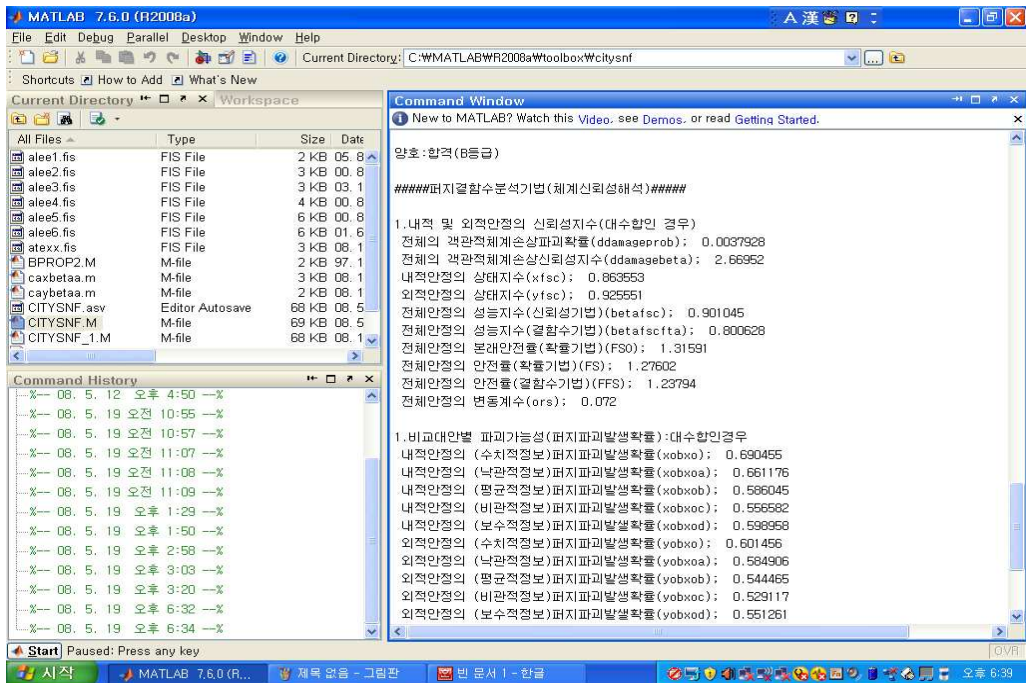 MATLAB 7.6.0 (R2008a)
A 漢
File Edit Debug Parallel Desktop Window Help
Current Directory: C:₩MATLAB₩R2008a₩toolbox₩citysnf
Shortcuts How to Add What's New
Current Directory Workspace
All Files Type Size Date
alee1.fis FIS File 2 KB 05. 8
alee2.fis FIS File 3 KB 00. 8
alee3.fis FIS File 3 KB 03. 1
alee4.fis FIS File 4 KB 00. 8
alee5.fis FIS File 6 KB 00. 8
alee6.fis FIS File 6 KB 01. 6
atexx.fis FIS File 3 KB 08. 1
BPROP2.M M-file 2 KB 97. 1
caxbetaa.m M-file 3 KB 08. 1
caybetaa.m M-file 2 KB 08. 1
CITYSNF.asv Editor Autosave 68 KB 08. 5
CITYSNF.M M-file 69 KB 08. 5
CITYSNF_1.M M-file 68 KB 08. 1
Command History
%-- 08. 5. 12 오후 4:50 --%
%-- 08. 5. 19 오전 10:55 --%
%-- 08. 5. 19 오전 10:57 --%
%-- 08. 5. 19 오전 11:07 --%
%-- 08. 5. 19 오전 11:08 --%
%-- 08. 5. 19 오전 11:09 --%
%-- 08. 5. 19 오후 1:29 --%
%-- 08. 5. 19 오후 1:50 --%
%-- 08. 5. 19 오후 2:58 --%
%-- 08. 5. 19 오후 3:03 --%
%-- 08. 5. 19 오후 3:20 --%
%-- 08. 5. 19 오후 6:32 --%
%-- 08. 5. 19 오후 6:34 --%
Command Window
New to MATLAB? Watch this Video, see Demos, or read Getting Started.
양호:합격(B등급)
#####퍼지결함수분석기법(체계신뢰성해석)#####
1.내적 및 외적안정의 신뢰성지수(대수합인 경우)
전체의 객관적체계손상파괴확률(ddamageprob); 0.0037928
전체의 객관적체계손상신뢰성지수(ddamagebeta); 2.66952
내적안정의 상태지수(xfsc); 0.863553
외적안정의 상태지수(yfsc); 0.925551
전체안정의 성능지수(신뢰성기법)(betafsc); 0.901045
전체안정의 성능지수(결함수기법)(betafscfta); 0.800628
전체안정의 본래안전률(확률기법)(FSO); 1.31591
전체안정의 안전률(확률기법)(FS); 1.27602
전체안정의 안전률(결함수기법)(FFS); 1.23794
전체안정의 변동계수(ors); 0.072
1.비교대안별 파괴가능성(퍼지파괴발생확률):대수합인경우
내적안정의 (수치적정보)퍼지파괴발생확률(xobxo); 0.690455
내적안정의 (낙관적정보)퍼지파괴발생확률(xobxoa); 0.661176
내적안정의 (평균적정보)퍼지파괴발생확률(xobxob); 0.586045
내적안정의 (비관적정보)퍼지파괴발생확률(xobxoc); 0.556582
내적안정의 (보수적정보)퍼지파괴발생확률(xobxod); 0.598958
외적안정의 (수치적정보)퍼지파괴발생확률(yobxo); 0.601456
외적안정의 (낙관적정보)퍼지파괴발생확률(yobxoa); 0.584906
외적안정의 (평균적정보)퍼지파괴발생확률(yobxob); 0.544465
외적안정의 (비관적정보)퍼지파괴발생확률(yobxoc); 0.529117
외적안정의 (보수적정보)퍼지파괴발생확률(yobxod); 0.551261
Start Paused: Press any key
OVR
시작 MATLAB 7.6.0 (R... 제목 없음 - 그림판 빈 문서 1 - 한글 오후 6:39